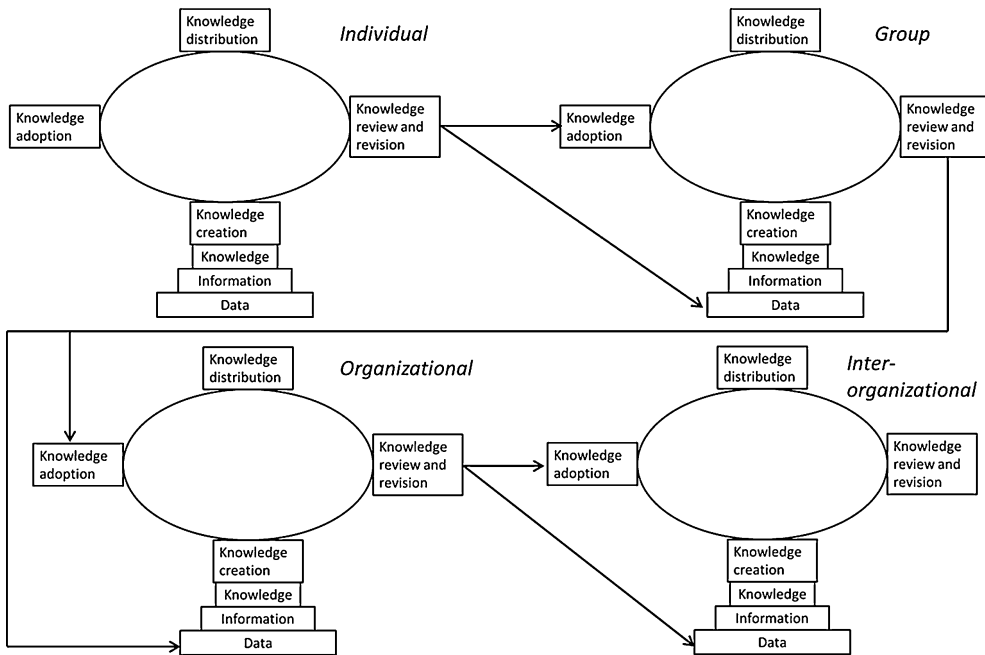 Knowledge
distribution
Individual
Knowledge
adoption
Knowledge
review and
revision
Knowledge
creation
Knowledge
Information
Data
Knowledge
distribution
Group
Knowledge
adoption
Knowledge
review and
revision
Knowledge
creation
Knowledge
Information
Data
Knowledge
distribution
Organizational
Knowledge
adoption
Knowledge
review and
revision
Knowledge
creation
Knowledge
Information
Data
Knowledge
distribution
Inter-
organizational
Knowledge
adoption
Knowledge
review and
revision
Knowledge
creation
Knowledge
Information
Data